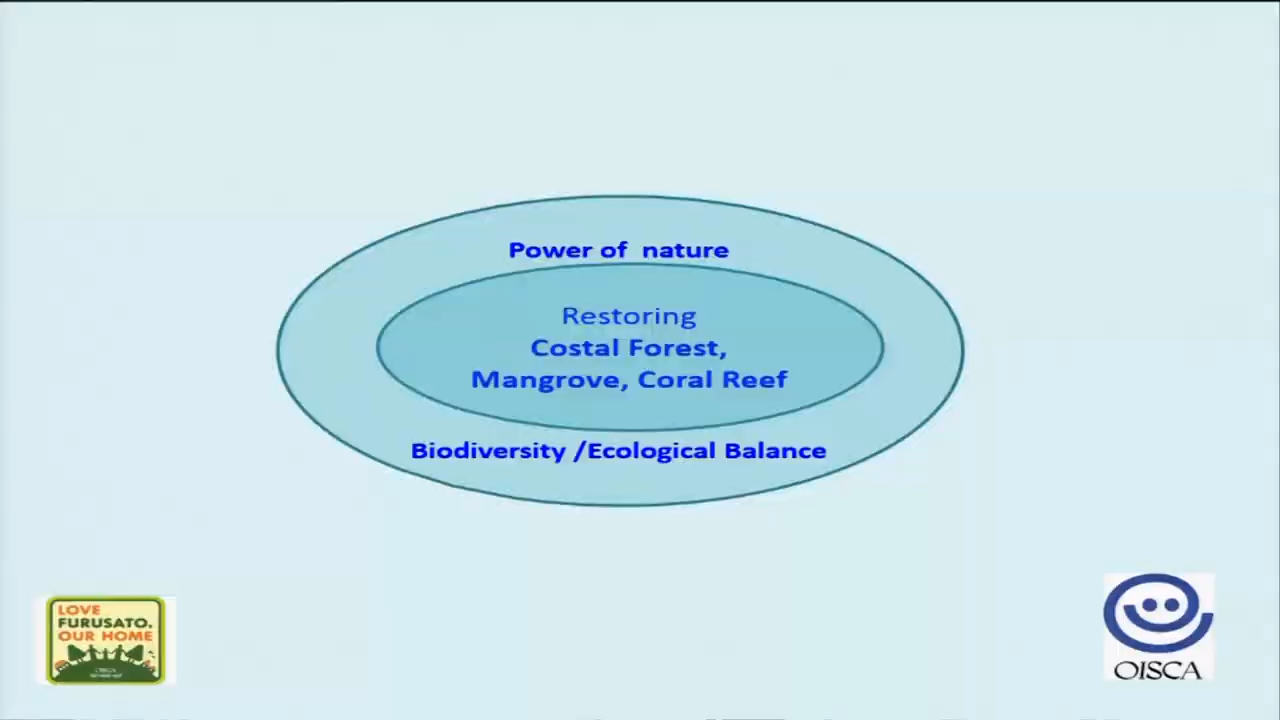 Power of nature
Restoring
Costal Forest,
Mangrove, Coral Reef
Biodiversity /Ecological Balance
LOVE
FURUSATO.
OUR HOME
OISCA